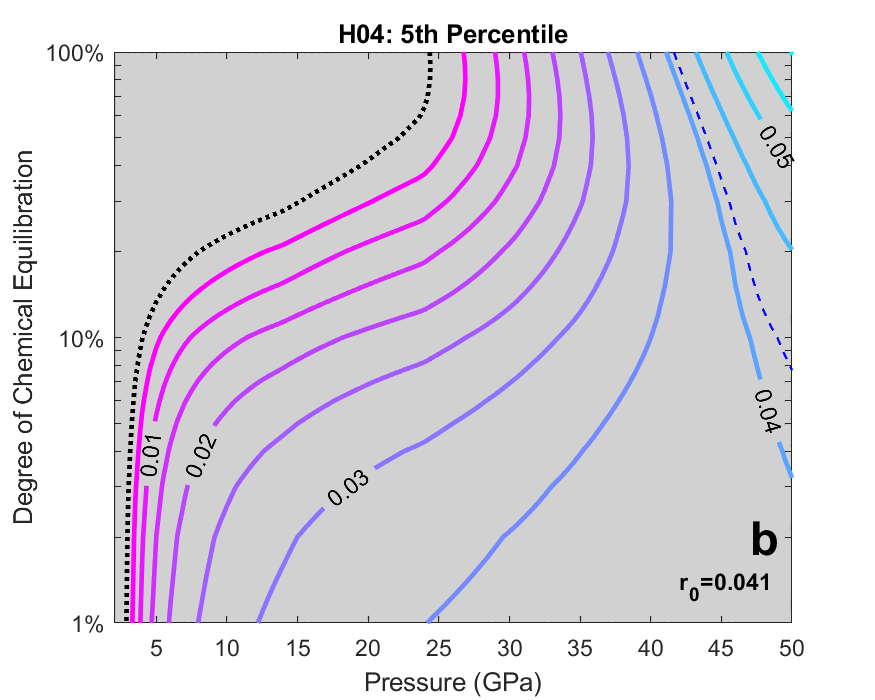 H04: 5th Percentile
100%
10%
1%
Degree of Chemical Equilibration
0.01
0.02
0.03
0.04
0.05
b
r0=0.041
5 10 15 20 25 30 35 40 45 50
Pressure (GPa)